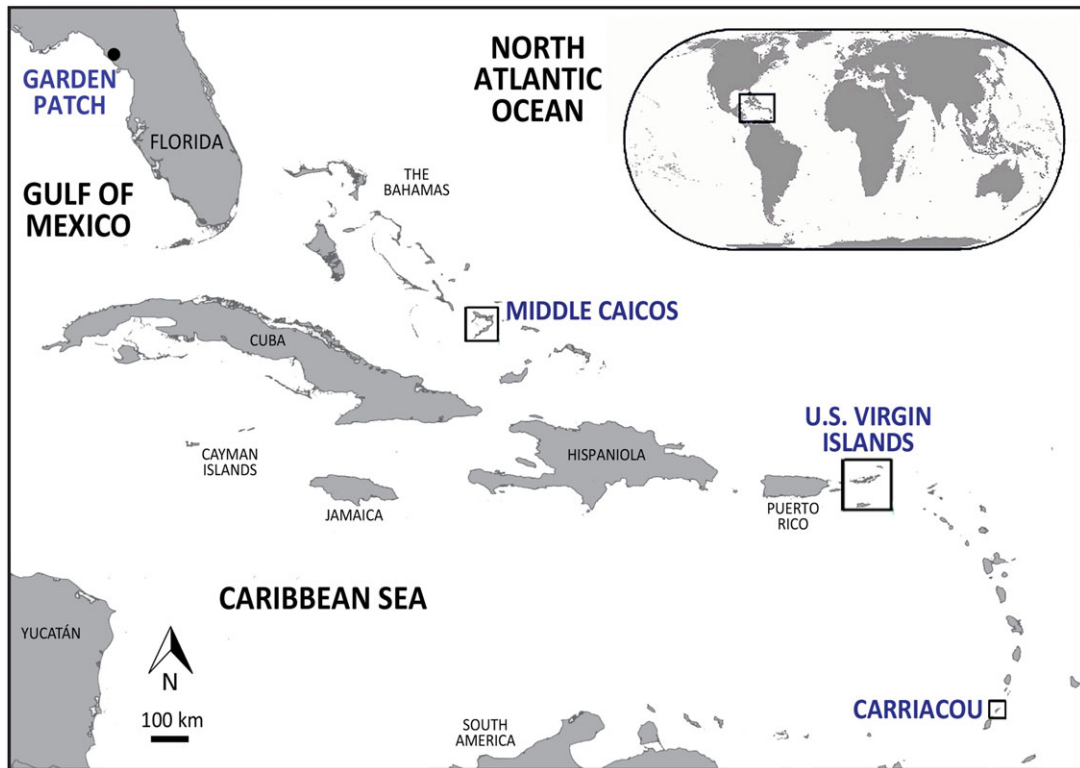 NORTH
ATLANTIC
OCEAN
GARDEN
PATCH
FLORIDA
THE
BAHAMAS
GULF OF
MEXICO
MIDDLE CAICOS
CUBA
U.S. VIRGIN
ISLANDS
CAYMAN
ISLANDS
HISPANIOLA
JAMAICA
PUERTO
RICO
CARIBBEAN SEA
YUCATÁN
N
100 km
SOUTH
AMERICA
CARRIACOU